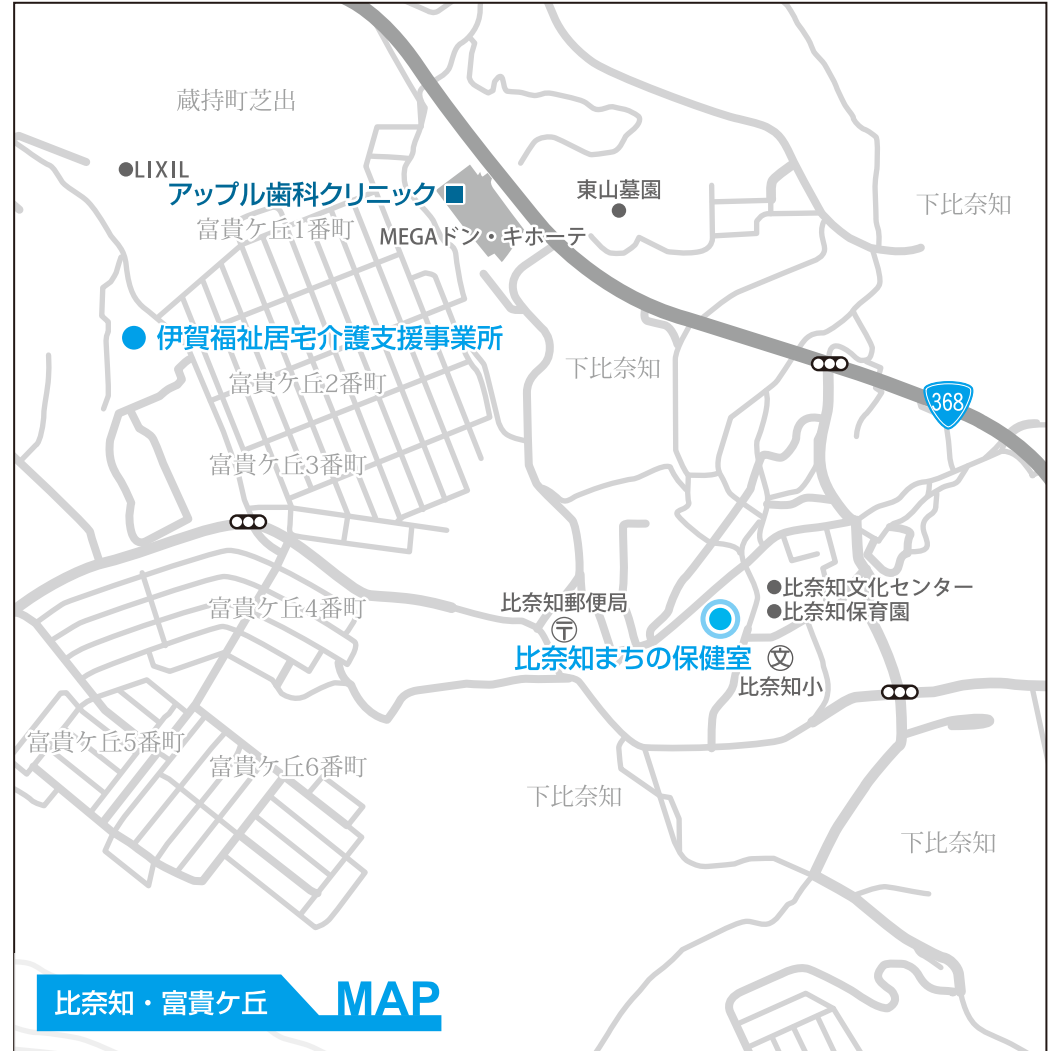 蔵持町芝出
LIXIL
アップル歯科クリニック
東山墓園
下比奈知
富貴ケ丘1番町
MEGAドン・キホーテ
伊賀福祉居宅介護支援事業所
下比奈知
富貴ケ丘2番町
368
富貴ケ丘3番町
比奈知文化センター
比奈知郵便局
富貴ケ丘4番町
比奈知保育園
〒
比奈知まちの保健室
文
比奈知小
富貴ケ丘5番町
富貴ケ丘6番町
下比奈知
下比奈知
比奈知・富貴ケ丘 MAP